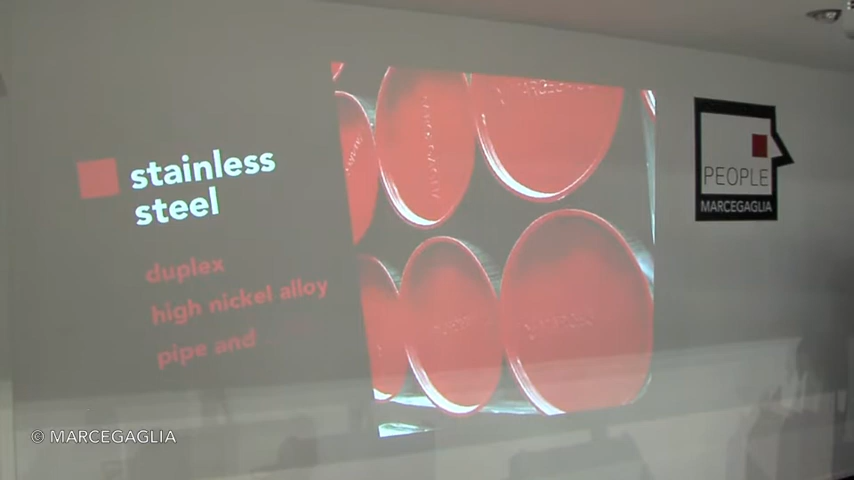 stainless
steel
duplex
high nickel alloy
pipe and
PEOPLE
MARCEGAGLIA
© MARCEGAGLIA